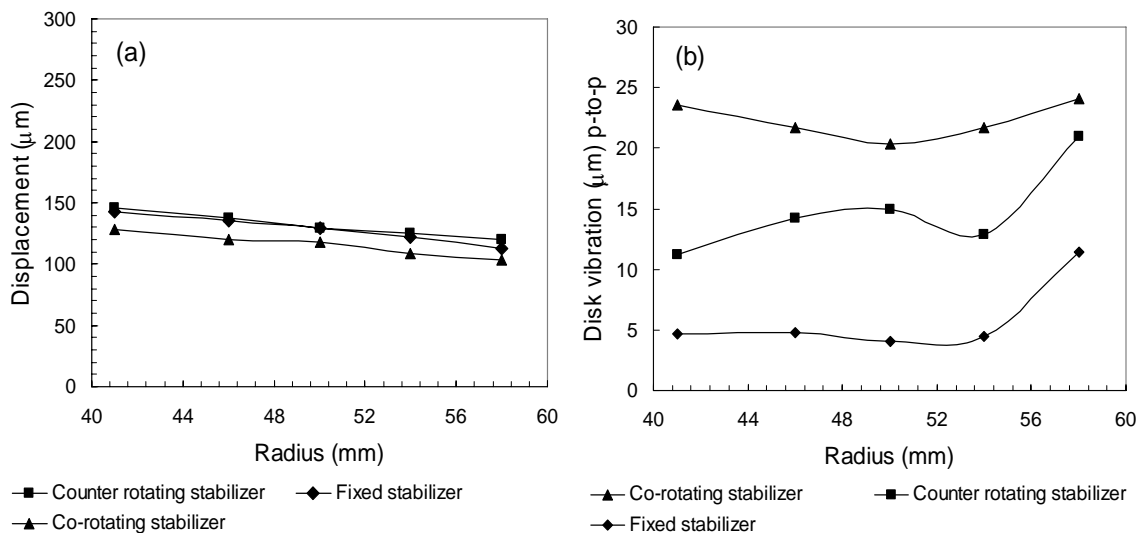 (a)
Displacement (μm)
300
250
200
150
100
50
0
40 44 48 52 56 60
Radius (mm)
Counter rotating stabilizer Fixed stabilizer
Co-rotating stabilizer
(b)
Disk vibration (μm) p-to-p
30
25
20
15
10
5
0
40 44 48 52 56 60
Radius (mm)
Co-rotating stabilizer Counter rotating stabilizer
Fixed stabilizer